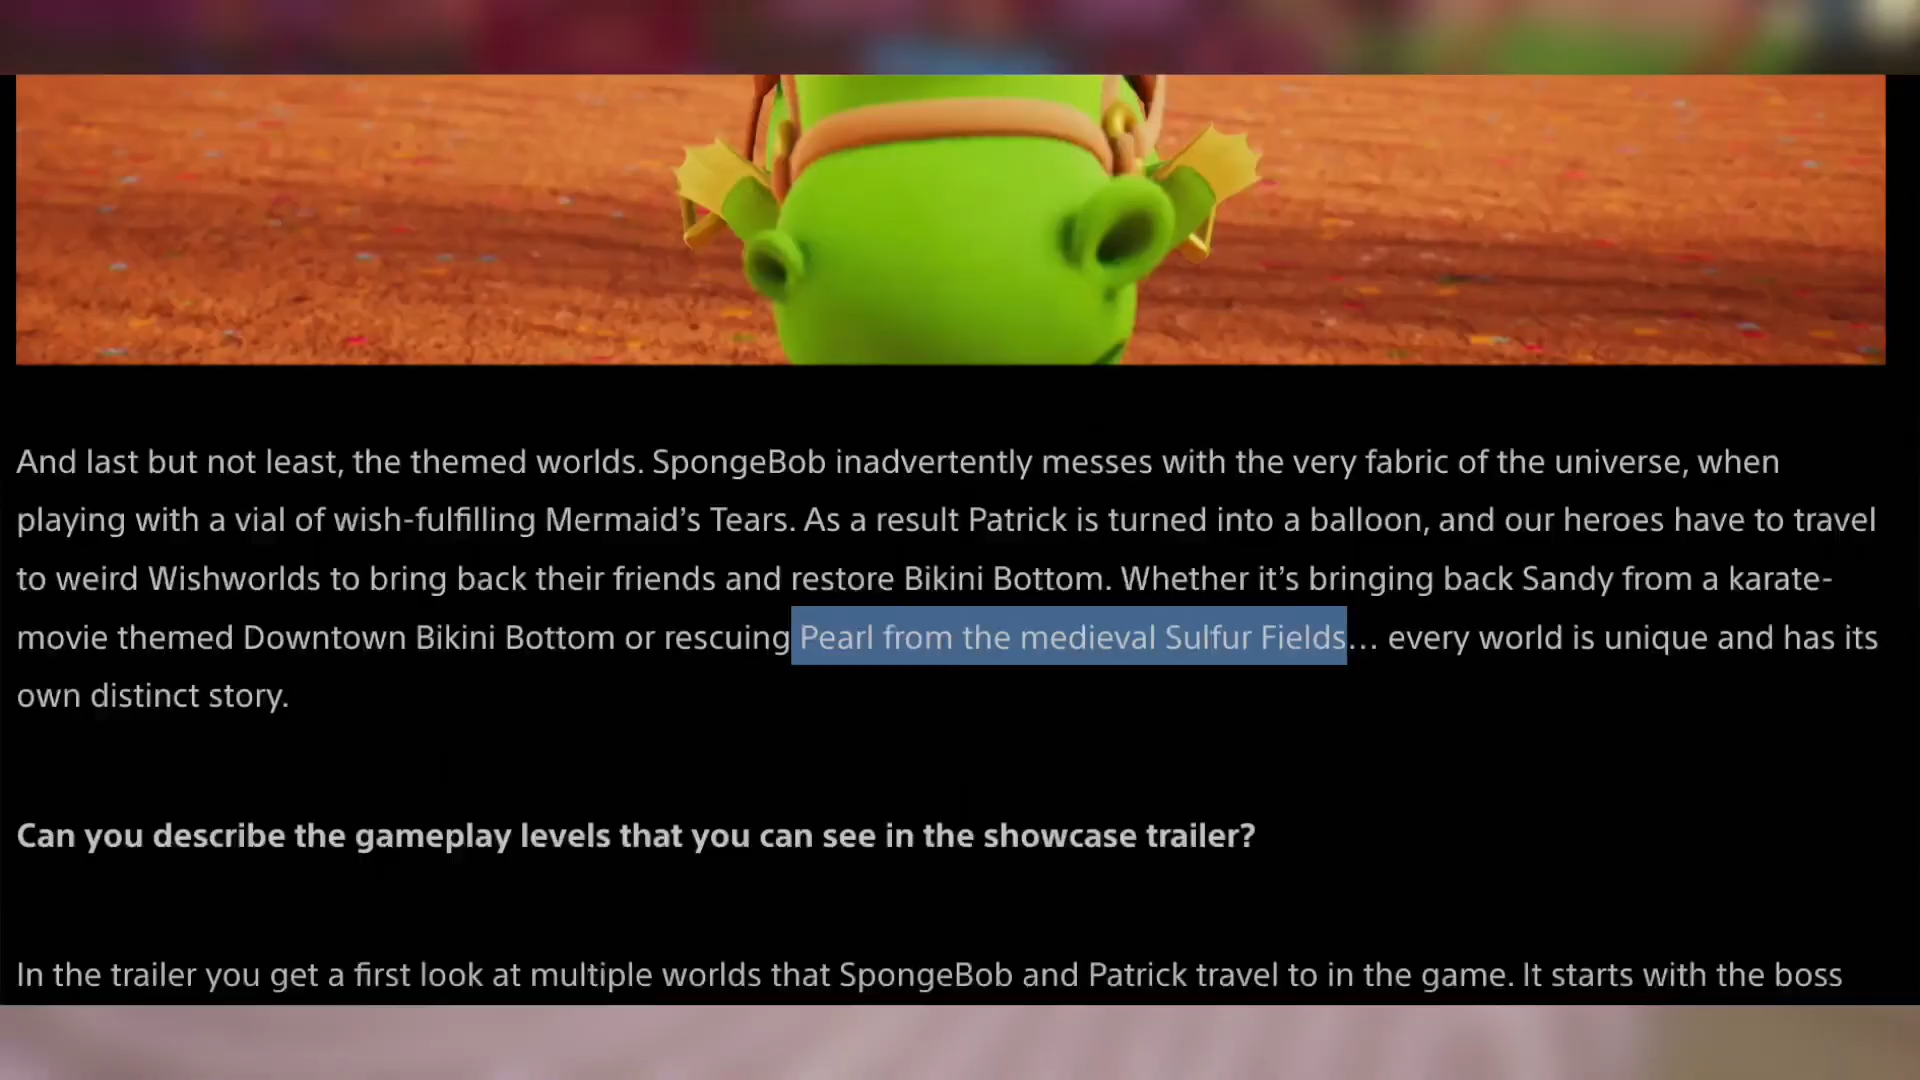 And last but not least, the themed worlds. SpongeBob inadvertently messes with the very fabric of the universe, when
playing with a vial of wish-fulfilling Mermaid’s Tears. As a result Patrick is turned into a balloon, and our heroes have to travel
to weird Wishworlds to bring back their friends and restore Bikini Bottom. Whether it’s bringing back Sandy from a karate-
movie themed Downtown Bikini Bottom or rescuing Pearl from the medieval Sulfur Fields… every world is unique and has its
own distinct story.
Can you describe the gameplay levels that you can see in the showcase trailer?
In the trailer you get a first look at multiple worlds that SpongeBob and Patrick travel to in the game. It starts with the boss